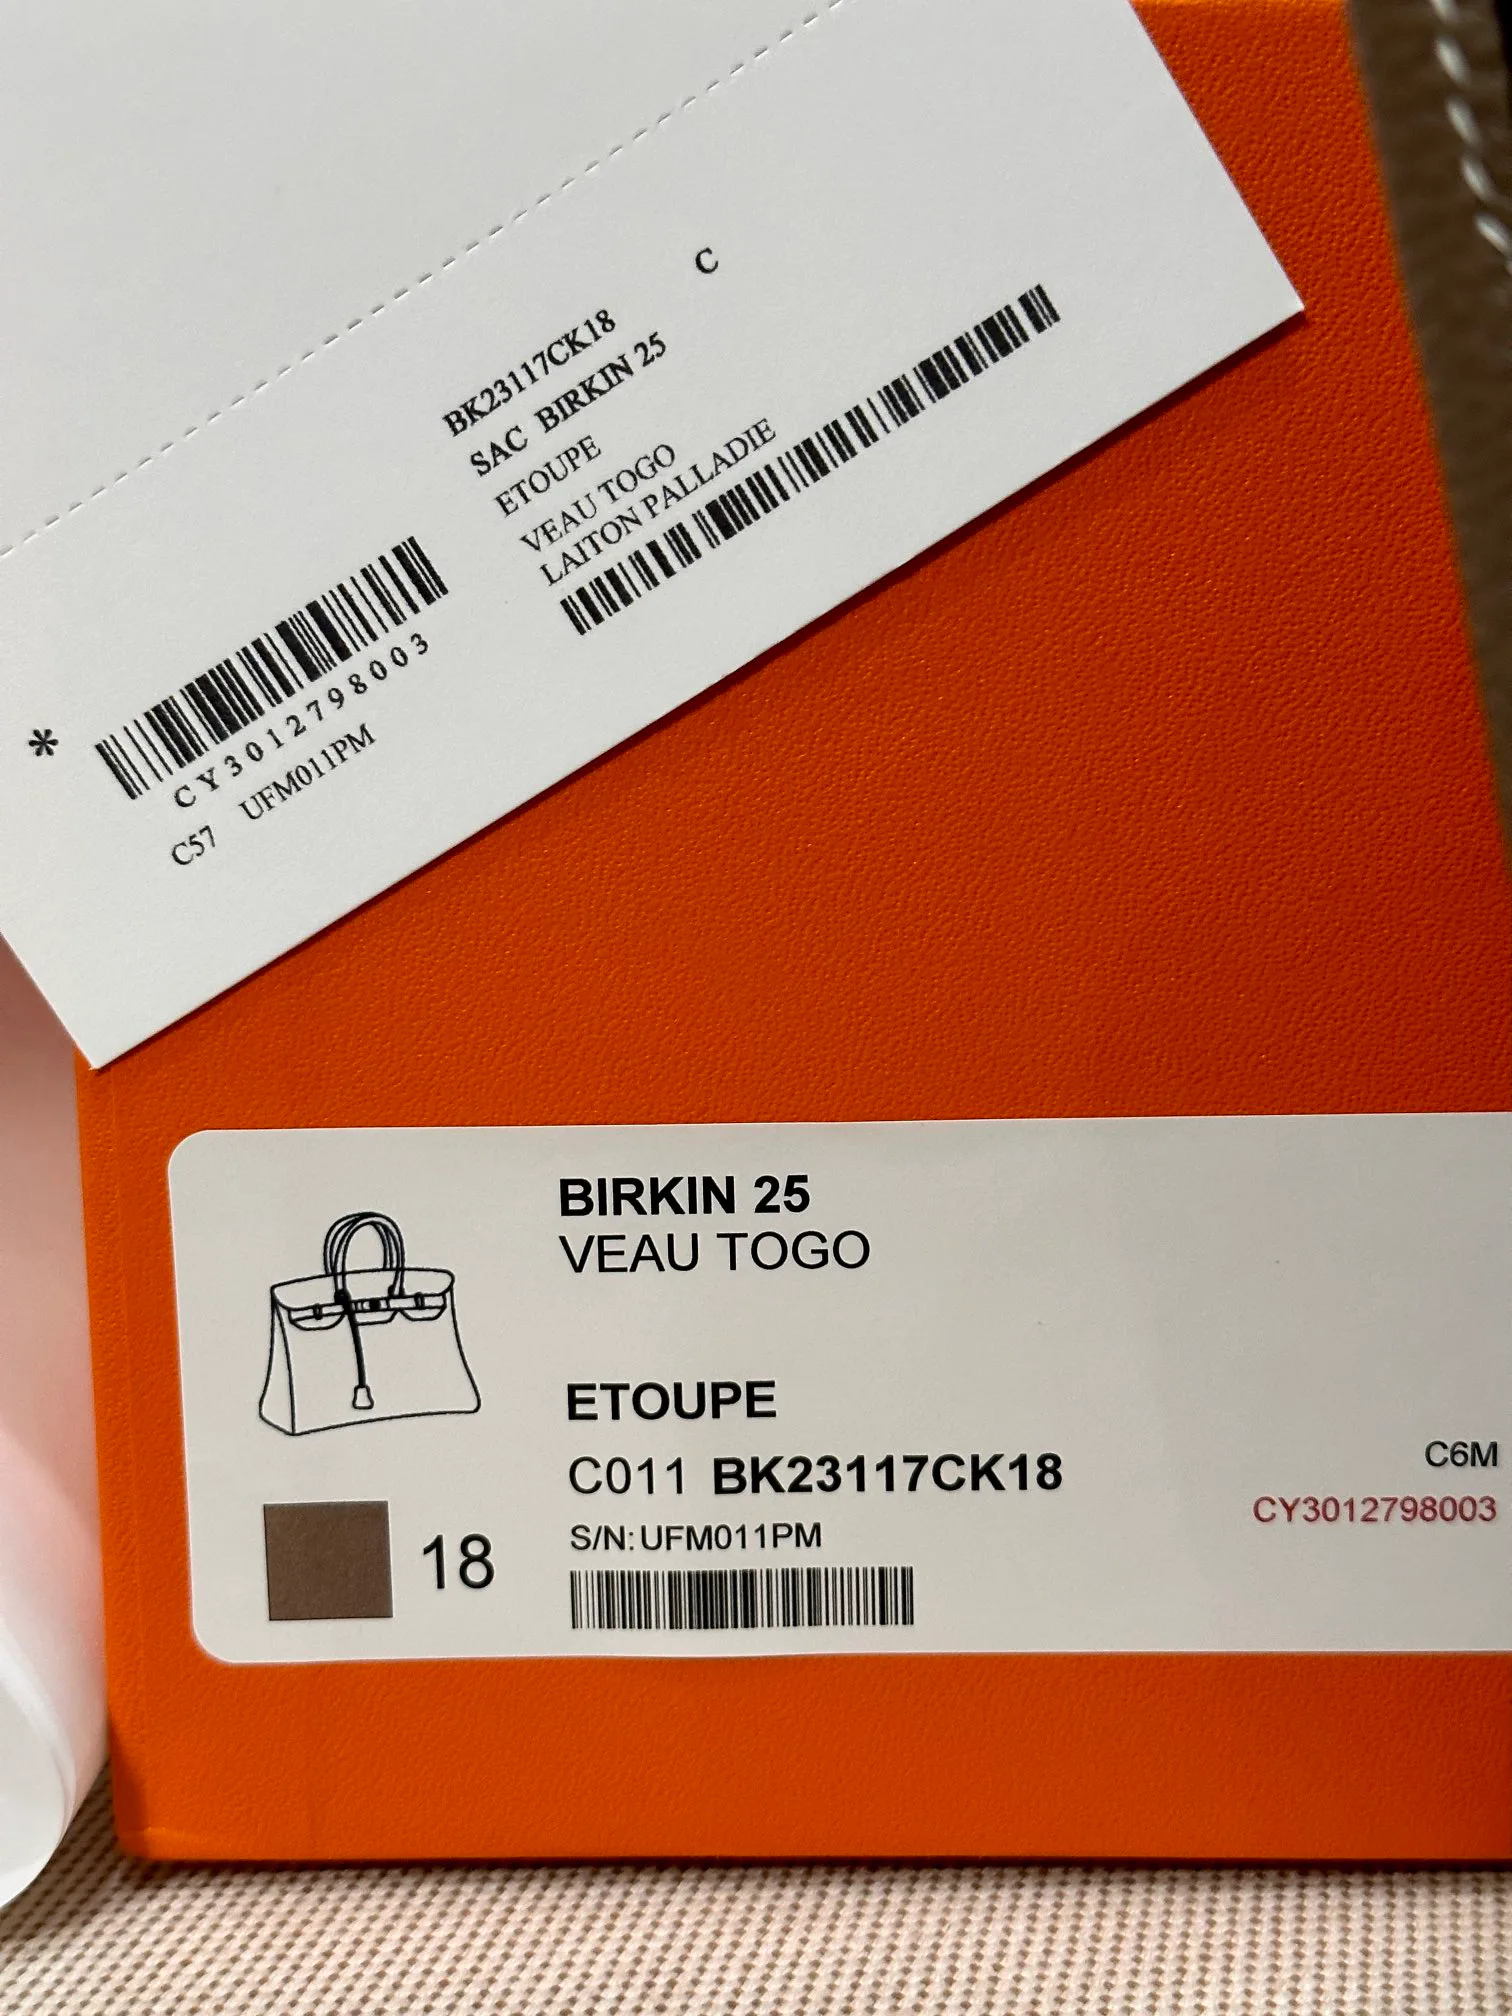 C
BK23117CK18
SAC BIRKIN 25
ETOUPE
VEAU TOGO
LAITON PALLADIE
*
CY3012798003
C57 UFM011PM
BIRKIN 25
VEAU TOGO
ETOUPE
C011 BK23117CK18
C6M
S/N:UFM011PM
CY3012798003
18